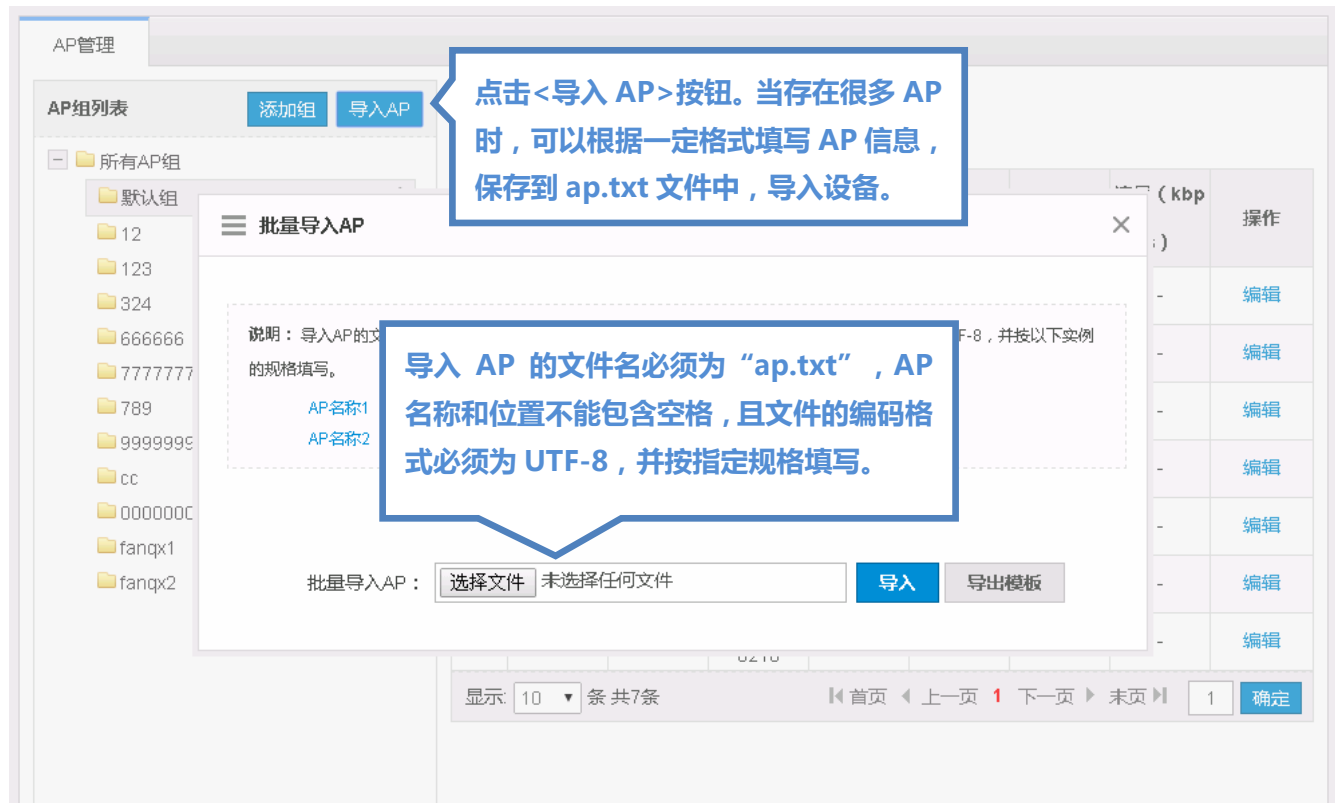 AP管理
点击<导入 AP>按钮。当存在很多 AP
时，可以根据一定格式填写 AP 信息，
保存到 ap.txt 文件中，导入设备。
AP组列表
添加组
导入AP
所有AP组
默认组
12
123
324
666666
7777777
789
9999999
cc
fanqx1
fanqx2
(kbp
操作
批量导入AP
说明：导入AP的文
-8，并按以下实例
的规格填写。
AP名称1
AP名称2
导入 AP 的文件名必须为“ap.txt”，AP
名称和位置不能包含空格，且文件的编码格
式必须为 UTF-8，并按指定规格填写。
批量导入AP：
选择文件 未选择任何文件
导入
导出模板
- 编辑
- 编辑
- 编辑
- 编辑
- 编辑
- 编辑
- 编辑
显示: 10 条 共7条
首页 上一页 1 下一页 末页 1 确定